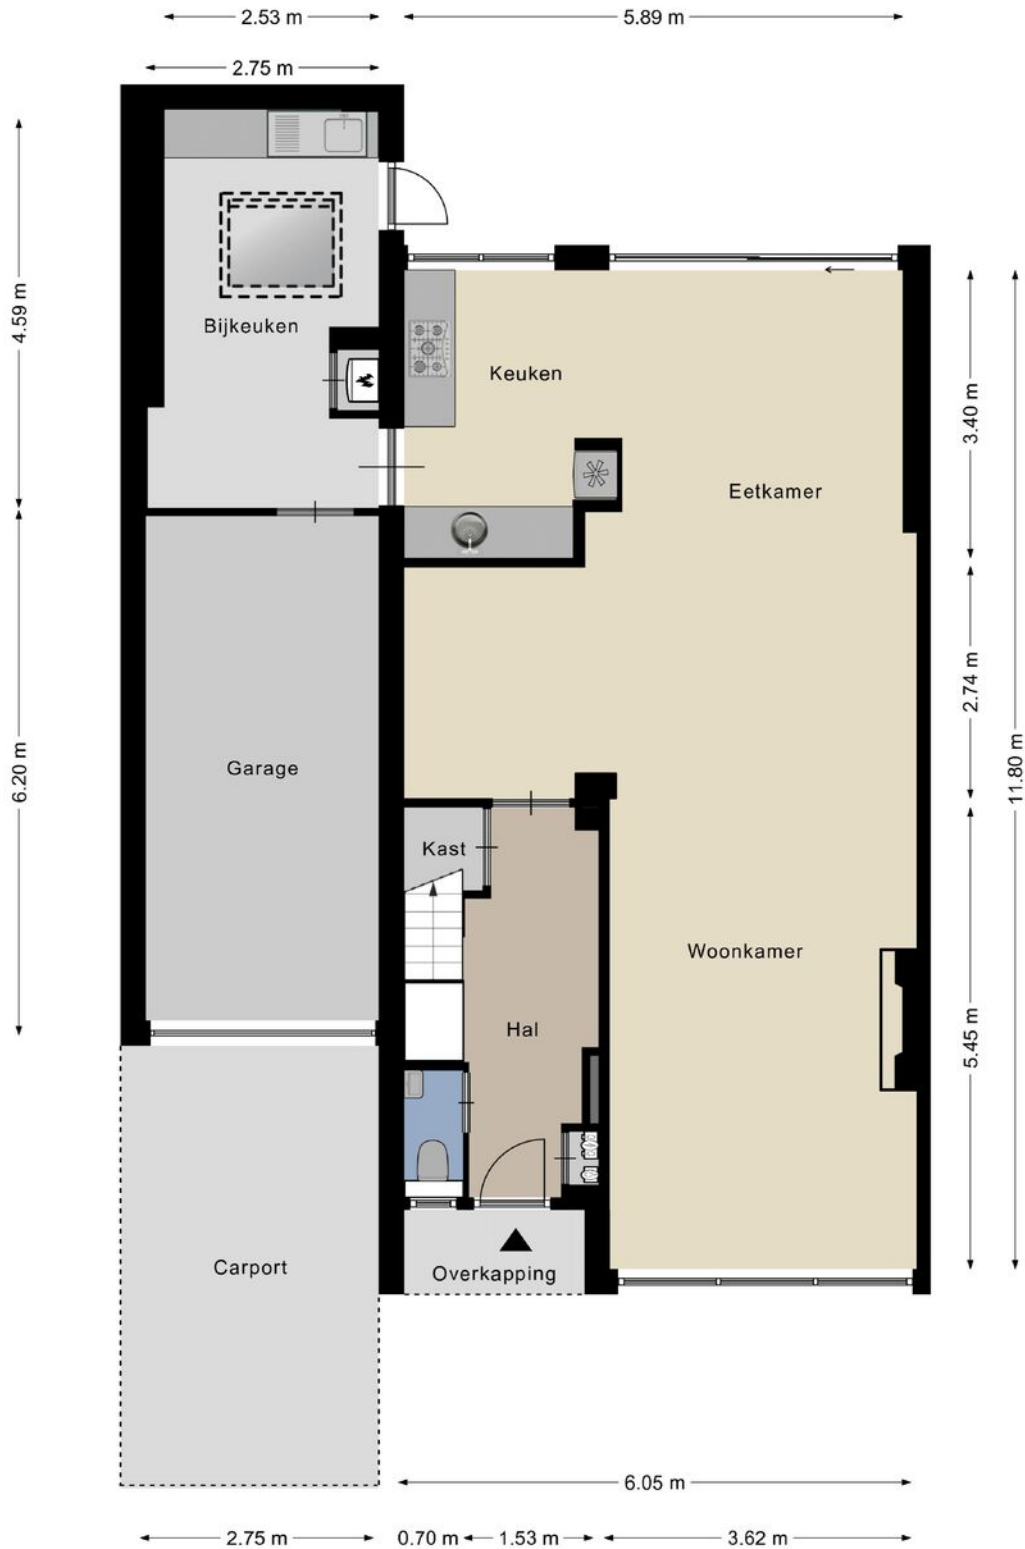 2.53 m
5.89 m
2.75 m
4.59 m
Bijkeuken
Keuken
3.40 m
Eetkamer
2.74 m
11.80 m
6.20 m
Garage
Kast
Woonkamer
Hal
5.45 m
Carport
Overkapping
6.05 m
2.75 m
0.70 m
1.53 m
3.62 m